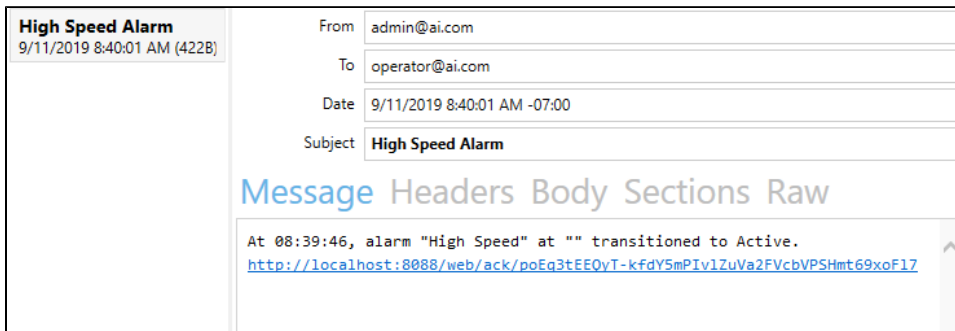 High Speed Alarm
9/11/2019 8:40:01 AM (422B)
From admin@ai.com
To operator@ai.com
Date 9/11/2019 8:40:01 AM -07:00
Subject High Speed Alarm
Message Headers Body Sections Raw
At 08:39:46, alarm "High Speed" at "" transitioned to Active.
http://localhost:8088/web/ack/poEq3tEEQyT-kfdY5mPIvlZuVa2FVcbVPSHmt69xoFl7